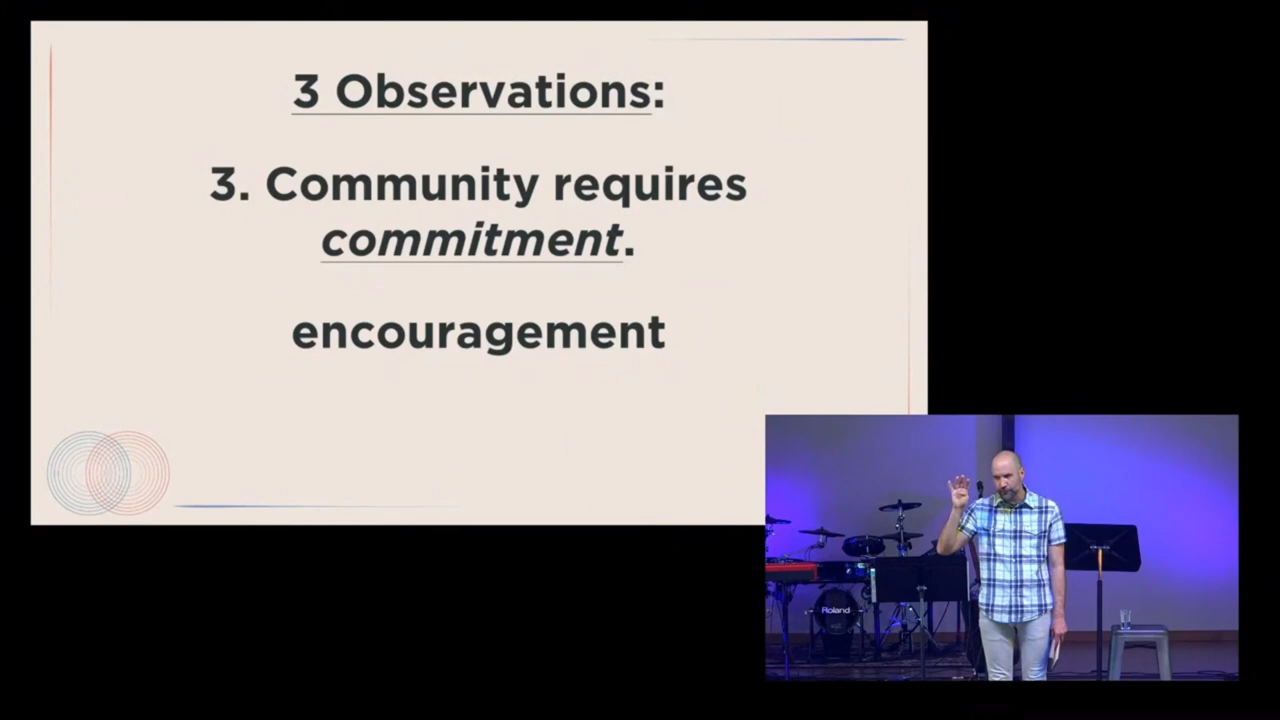 3 Observations:
3. Community requires
commitment.
encouragement
Roland